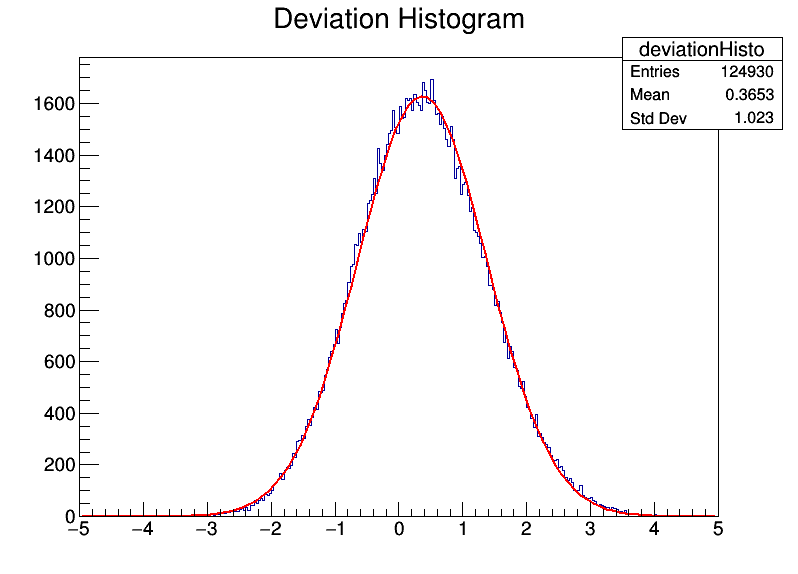 Deviation Histogram
deviationHisto
Entries 124930
Mean 0.3653
Std Dev 1.023
1600
1400
1200
1000
800
600
400
200
0
−5 −4 −3 −2 −1 0 1 2 3 4 5